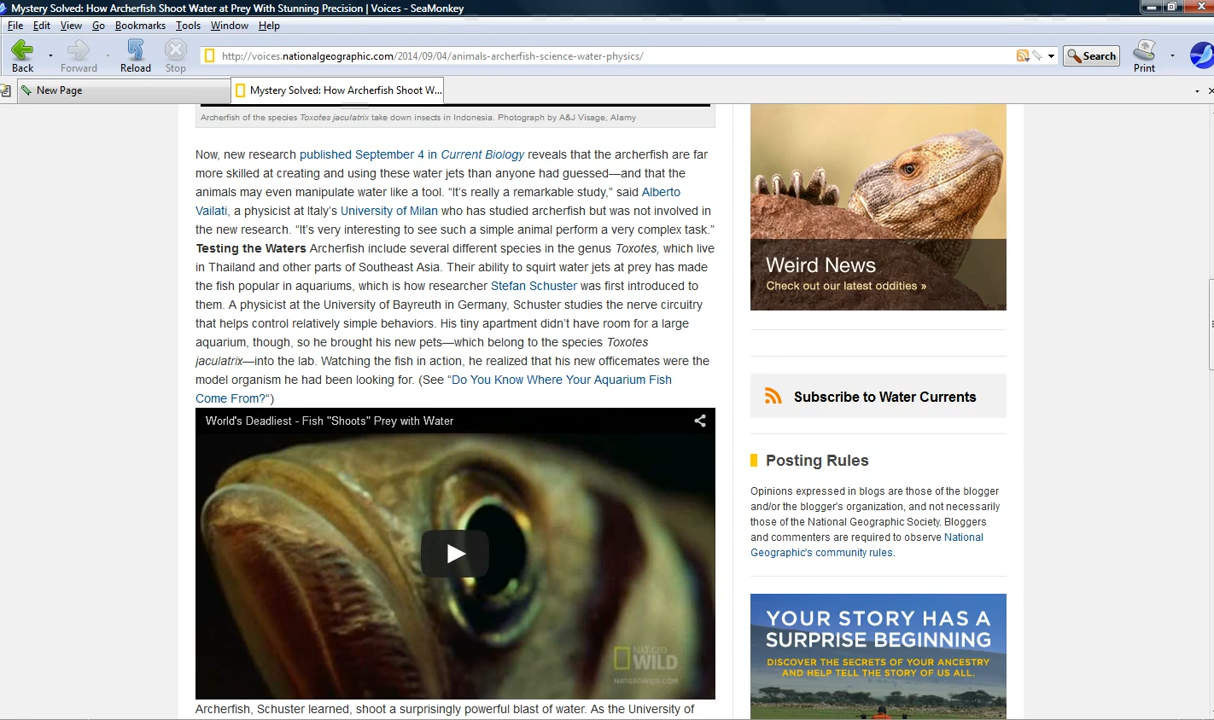 Mystery Solved: How Archerfish Shoot Water at Prey With Stunning Precision | Voices - SeaMonkey
File Edit View Go Bookmarks Tools Window Help
Back Forward Reload Stop
http://voices.nationalgeographic.com/2014/09/04/animals-archerfish-science-water-physics/
Search
Print
New Page
Mystery Solved: How Archerfish Shoot W...
Archerfish of the species Toxotes jaculatrix take down insects in Indonesia. Photograph by A&J Visage, Alamy
Now, new research published September 4 in Current Biology reveals that the archerfish are far
more skilled at creating and using these water jets than anyone had guessed—and that the
animals may even manipulate water like a tool. “It’s really a remarkable study,” said Alberto
Vailati, a physicist at Italy’s University of Milan who has studied archerfish but was not involved in
the new research. “It’s very interesting to see such a simple animal perform a very complex task.”
Testing the Waters Archerfish include several different species in the genus Toxotes, which live
in Thailand and other parts of Southeast Asia. Their ability to squirt water jets at prey has made
the fish popular in aquariums, which is how researcher Stefan Schuster was first introduced to
them. A physicist at the University of Bayreuth in Germany, Schuster studies the nerve circuitry
that helps control relatively simple behaviors. His tiny apartment didn’t have room for a large
aquarium, though, so he brought his new pets—which belong to the species Toxotes
jaculatrix—into the lab. Watching the fish in action, he realized that his new officemates were the
model organism he had been looking for. (See “Do You Know Where Your Aquarium Fish
Come From?“)
World's Deadliest - Fish "Shoots" Prey with Water
NAT GEO
WILD
NATGEOWILD.COM
Archerfish, Schuster learned, shoot a surprisingly powerful blast of water. As the University of
Weird News
Check out our latest oddities »
Subscribe to Water Currents
Posting Rules
Opinions expressed in blogs are those of the blogger
and/or the blogger's organization, and not necessarily
those of the National Geographic Society. Bloggers
and commenters are required to observe National
Geographic's community rules.
YOUR STORY HAS A
SURPRISE BEGINNING
DISCOVER THE SECRETS OF YOUR ANCESTRY
AND HELP TELL THE STORY OF US ALL.